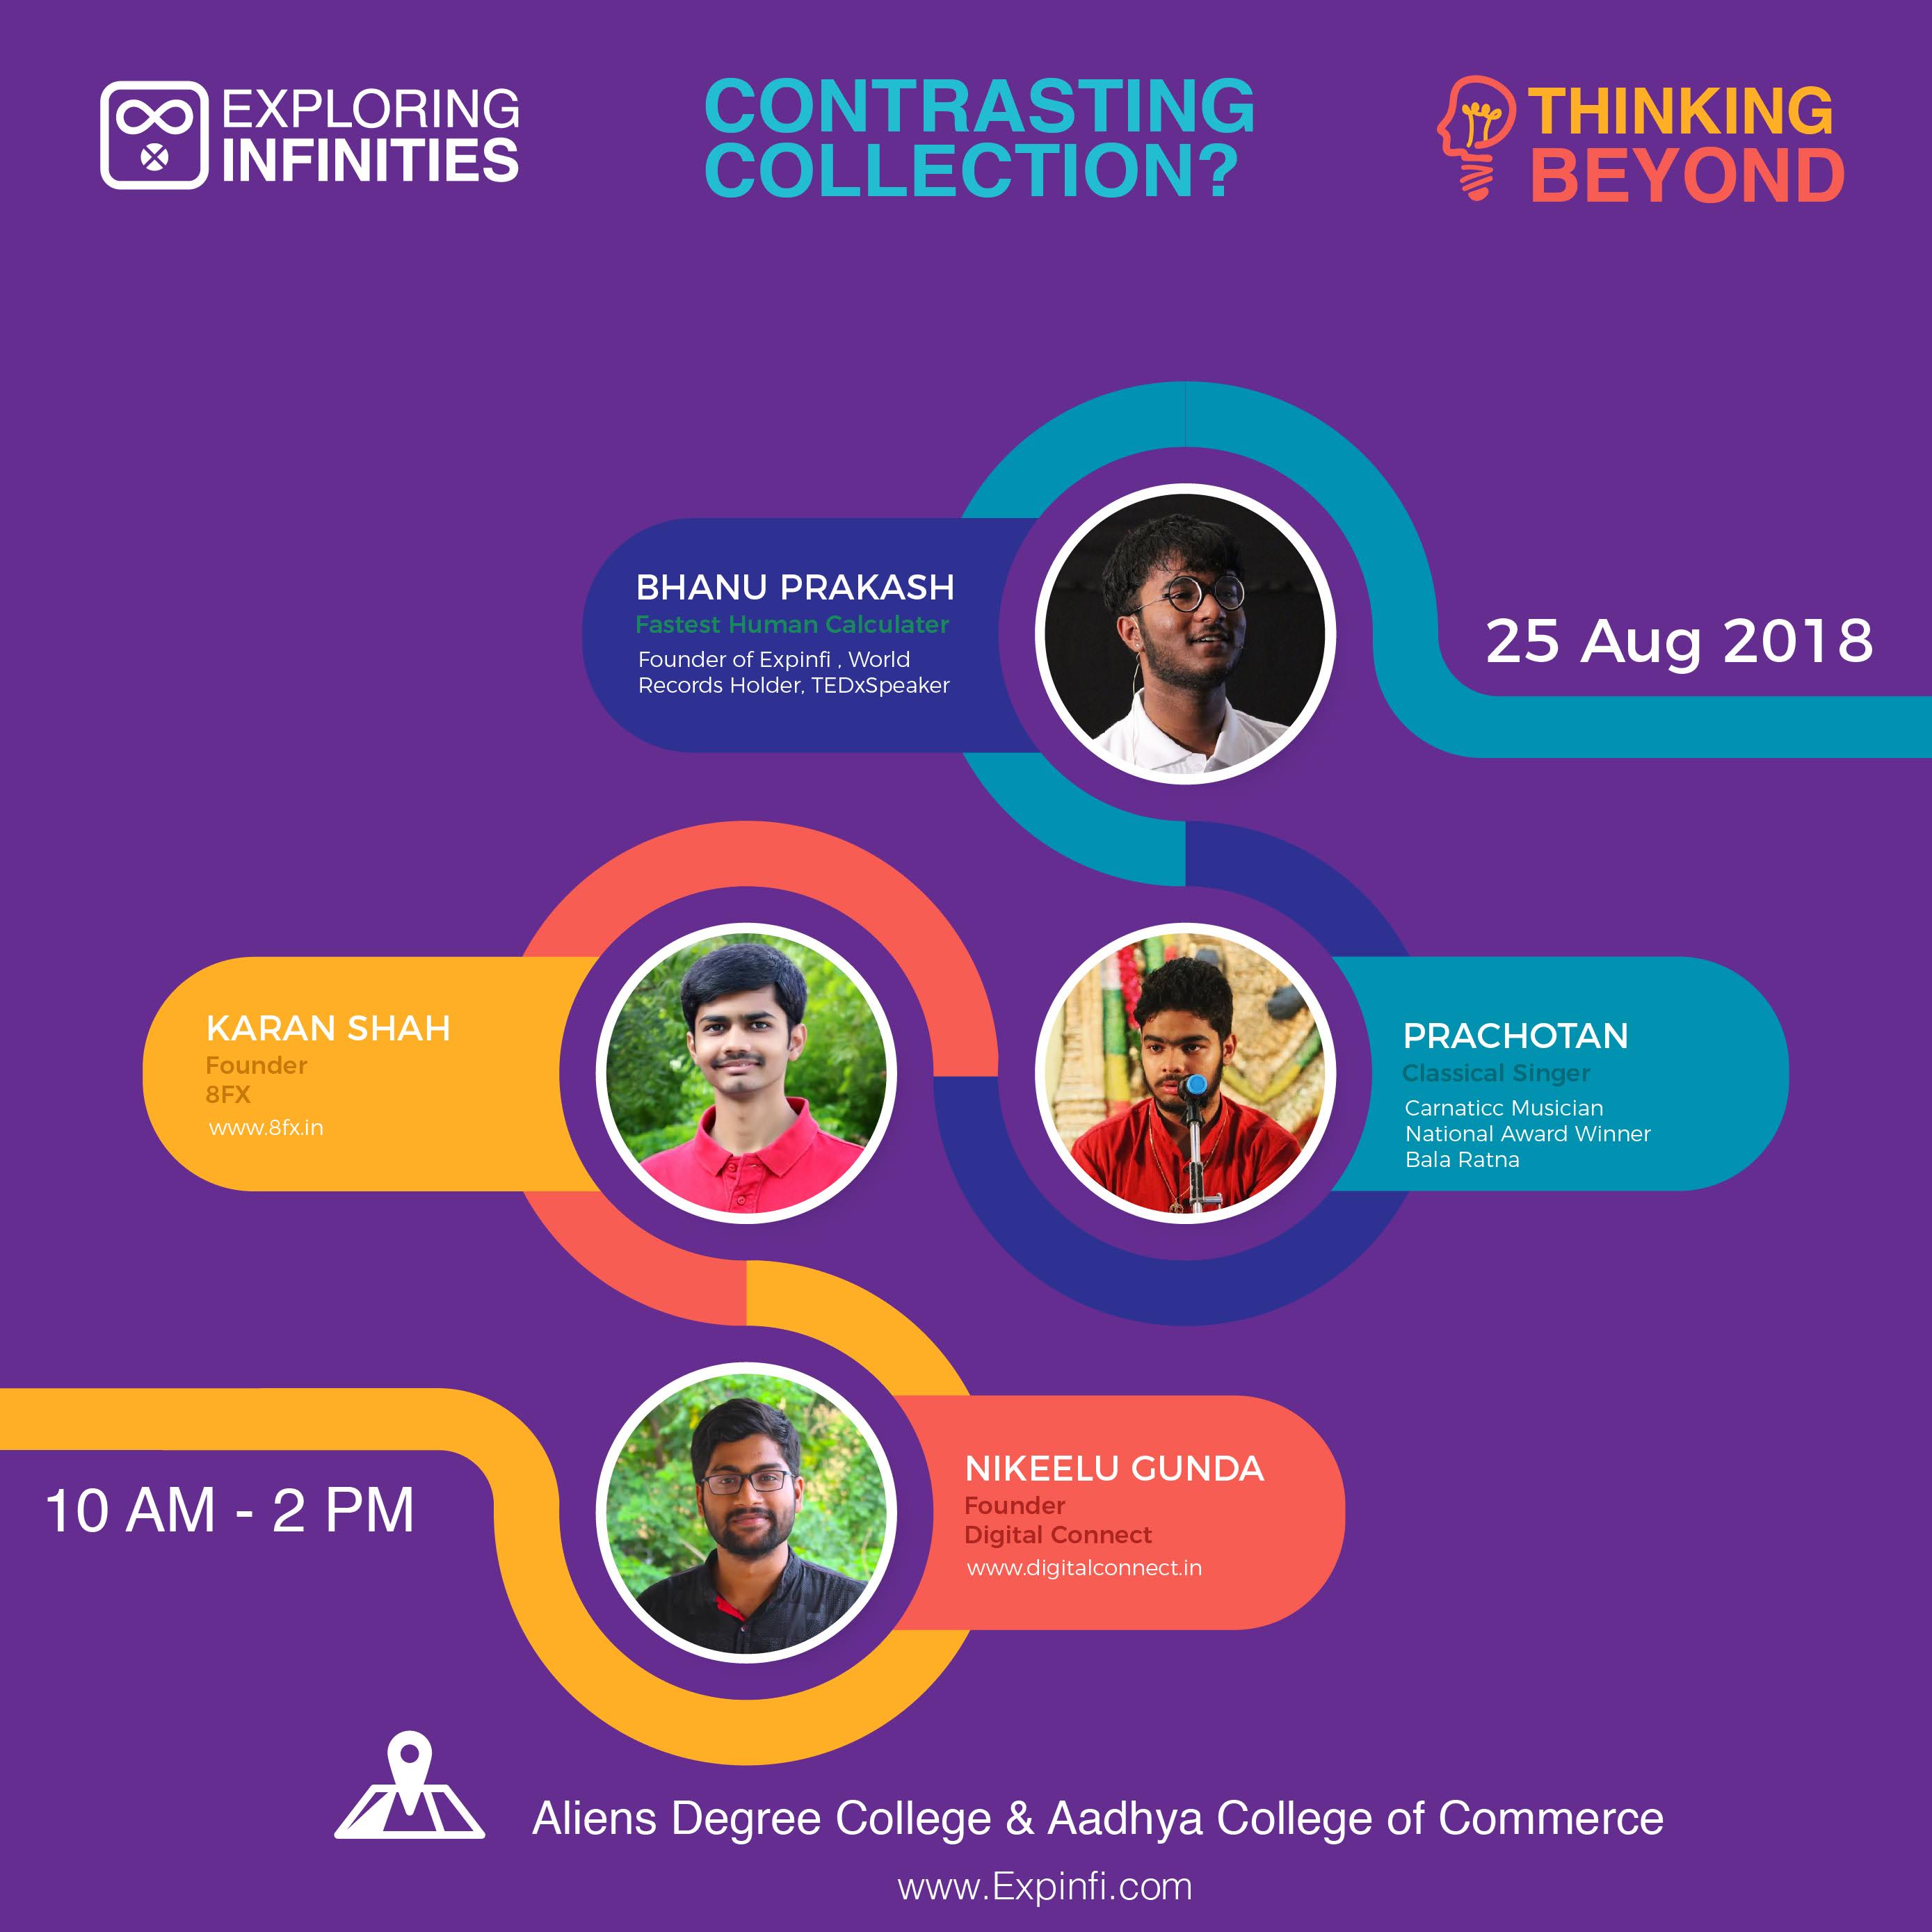 EXPLORING
INFINITIES
CONTRASTING
COLLECTION?
THINKING
BEYOND
BHANU PRAKASH
Fastest Human Calculater
Founder of Expinfi , World
Records Holder, TEDxSpeaker
25 Aug 2018
KARAN SHAH
Founder
8FX
www.8fx.in
PRACHOTAN
Classical Singer
Carnaticc Musician
National Award Winner
Bala Ratna
NIKEELU GUNDA
Founder
Digital Connect
www.digitalconnect.in
10 AM - 2 PM
Aliens Degree College & Aadhya College of Commerce
www.Expinfi.com